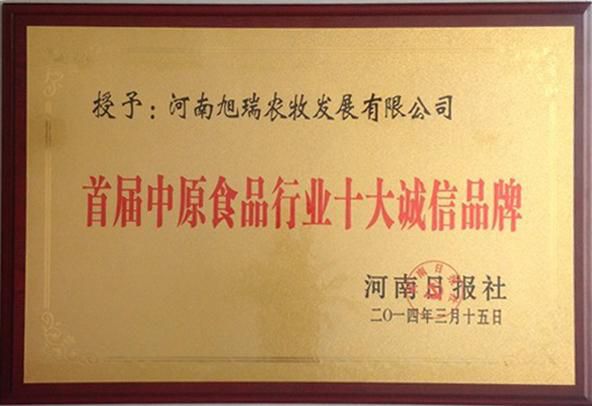 授予：河南旭瑞农牧发展有限公司
首届中原食品行业十大诚信品牌
河南日报社
二〇一四年三月十五日